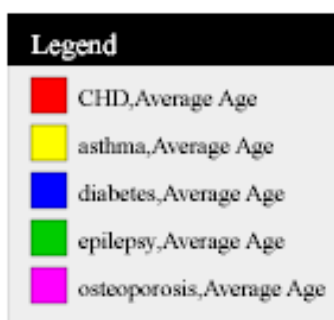 Legend
CHD,Average Age
asthma,Average Age
diabetes,Average Age
epilepsy,Average Age
osteoporosis,Average Age